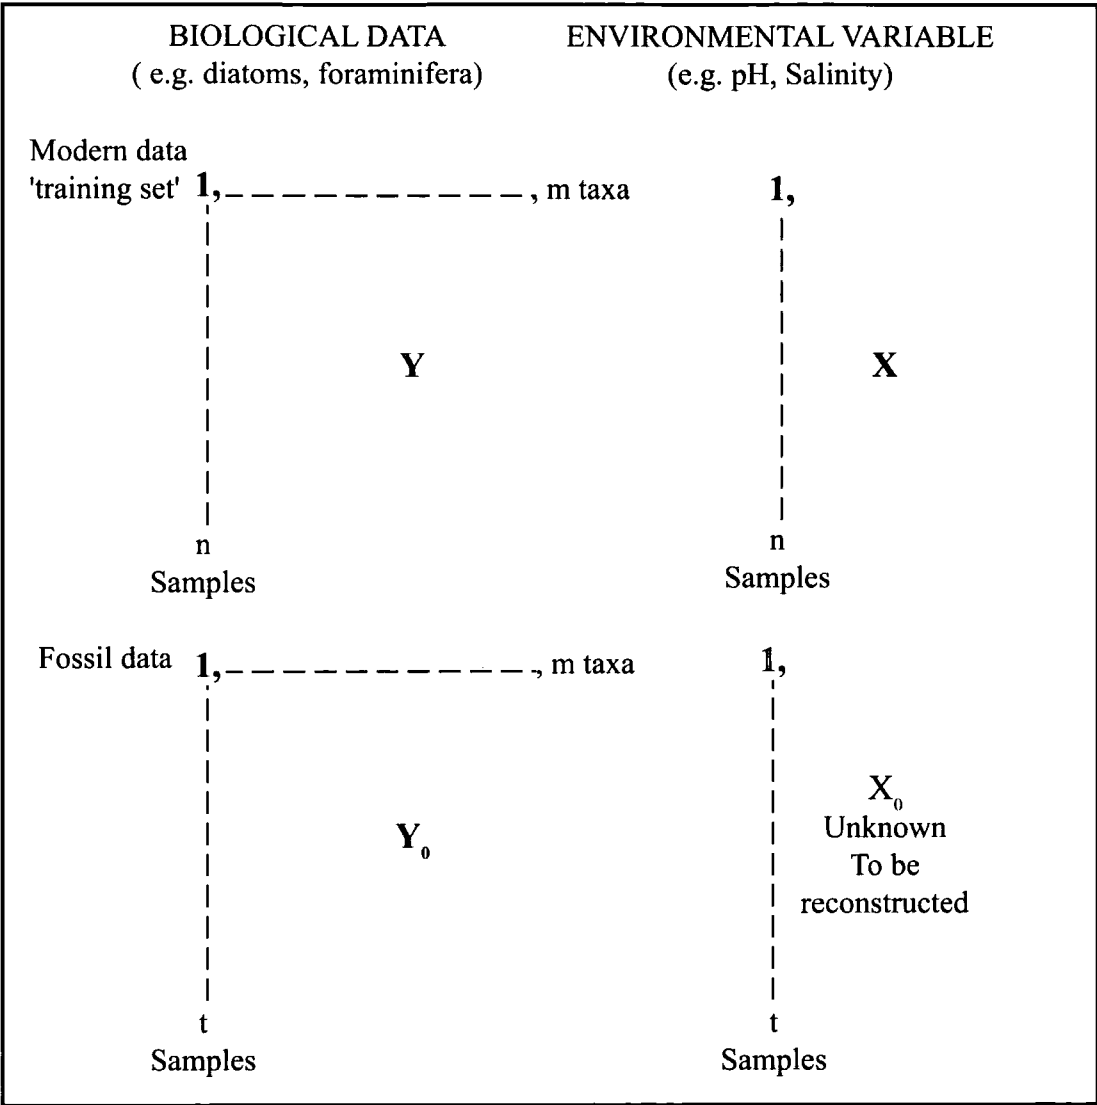 BIOLOGICAL DATA
( e.g. diatoms, foraminifera)
ENVIRONMENTAL VARIABLE
(e.g. pH, Salinity)
Modern data
'training set' 1, , m taxa
1,
Y
X
n
Samples
n
Samples
Fossil data 1, , m taxa
1,
Y₀
X₀
Unknown
To be
reconstructed
t
Samples
t
Samples